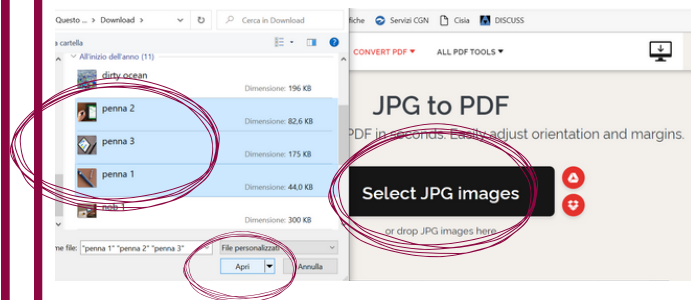 Questo ... > Download >
Cerca in Download
a cartella
All'inizio dell'anno (11)
dirty ocean
Dimensione: 196 KB
penna 2
Dimensione: 82,6 KB
penna 3
Dimensione: 175 KB
penna 1
Dimensione: 44,0 KB
Dimensione: 300 KB
me file: "penna 1" "penna 2" "penna 3"
File personalizzati
Apri
Annulla
fiche
Servizi CGN
Cisia
DISCUSS
CONVERT PDF
ALL PDF TOOLS
JPG to PDF
PDF in seconds. Easily adjust orientation and margins.
Select JPG images
or drop JPG images here